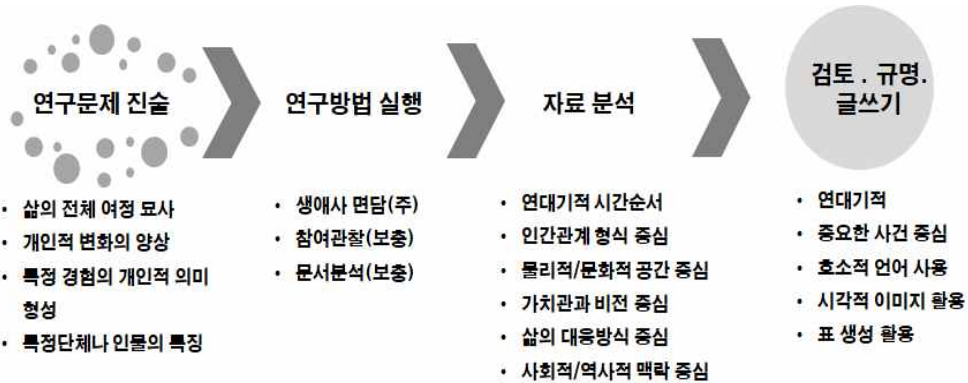 연구문제 진술
• 삶의 전체 여정 묘사
• 개인적 변화의 양상
• 특정 경험의 개인적 의미
형성
• 특정단체나 인물의 특징
연구방법 실행
• 생애사 면담(주)
• 참여관찰(보충)
• 문서분석(보충)
자료 분석
• 연대기적 시간순서
• 인간관계 형식 중심
• 물리적/문화적 공간 중심
• 가치관과 비전 중심
• 삶의 대응방식 중심
• 사회적/역사적 맥락 중심
검토 . 규명.
글쓰기
• 연대기적
• 중요한 사건 중심
• 호소적 언어 사용
• 시각적 이미지 활용
• 표 생성 활용